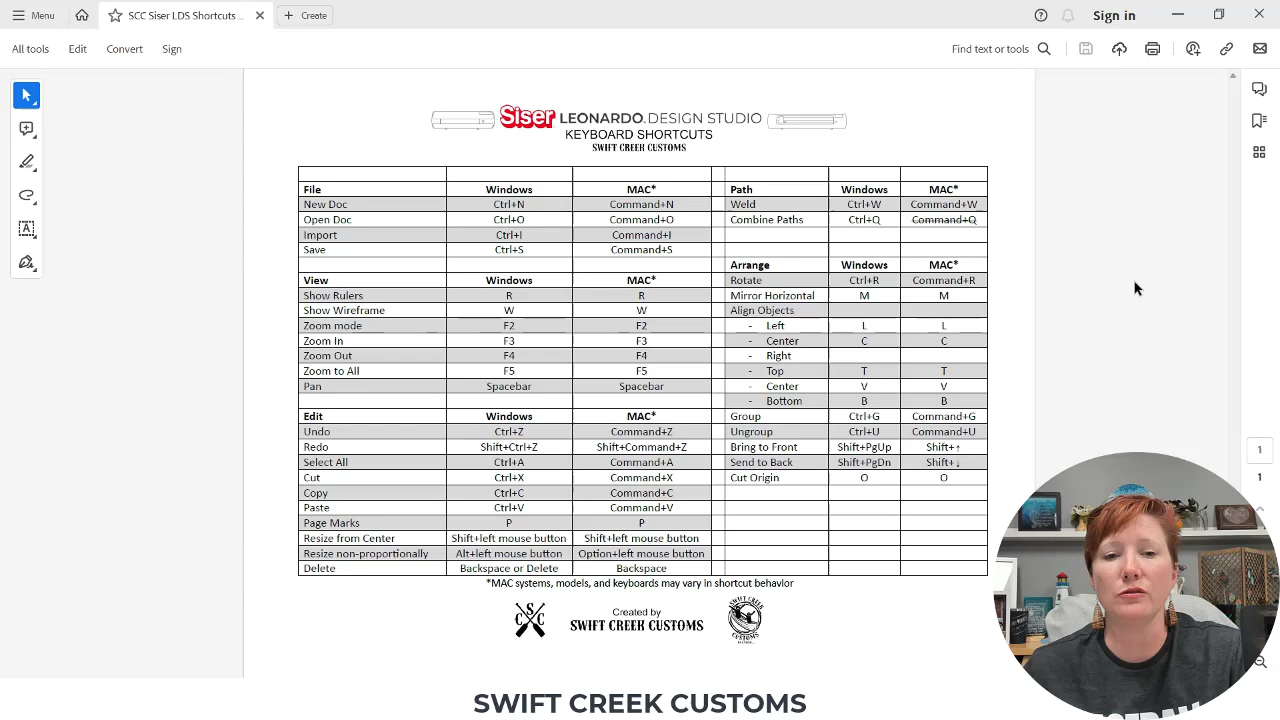 Menu
SCC Siser LDS Shortcuts ...
Create
Sign in
All tools Edit Convert Sign
Find text or tools
Siser LEONARDO.DESIGN STUDIO
KEYBOARD SHORTCUTS
SWIFT CREEK CUSTOMS
File Windows MAC*
New Doc Ctrl+N Command+N
Open Doc Ctrl+O Command+O
Import Ctrl+I Command+I
Save Ctrl+S Command+S
View Windows MAC*
Show Rulers R R
Show Wireframe W W
Zoom mode F2 F2
Zoom In F3 F3
Zoom Out F4 F4
Zoom to All F5 F5
Pan Spacebar Spacebar
Edit Windows MAC*
Undo Ctrl+Z Command+Z
Redo Shift+Ctrl+Z Shift+Command+Z
Select All Ctrl+A Command+A
Cut Ctrl+X Command+X
Copy Ctrl+C Command+C
Paste Ctrl+V Command+V
Page Marks P P
Resize from Center Shift+left mouse button Shift+left mouse button
Resize non-proportionally Alt+left mouse button Option+left mouse button
Delete Backspace or Delete Backspace
Path Windows MAC*
Weld Ctrl+W Command+W
Combine Paths Ctrl+Q Command+Q
Arrange Windows MAC*
Rotate Ctrl+R Command+R
Mirror Horizontal M M
Align Objects
- Left L L
- Center C C
- Right
- Top T T
- Center V V
- Bottom B B
Group Ctrl+G Command+G
Ungroup Ctrl+U Command+U
Bring to Front Shift+PgUp Shift+↑
Send to Back Shift+PgDn Shift+↓
Cut Origin O O
*MAC systems, models, and keyboards may vary in shortcut behavior
S
C C
Created by
SWIFT CREEK CUSTOMS
SWIFT CREEK
CUSTOMS
1
1
SWIFT CREEK CUSTOMS